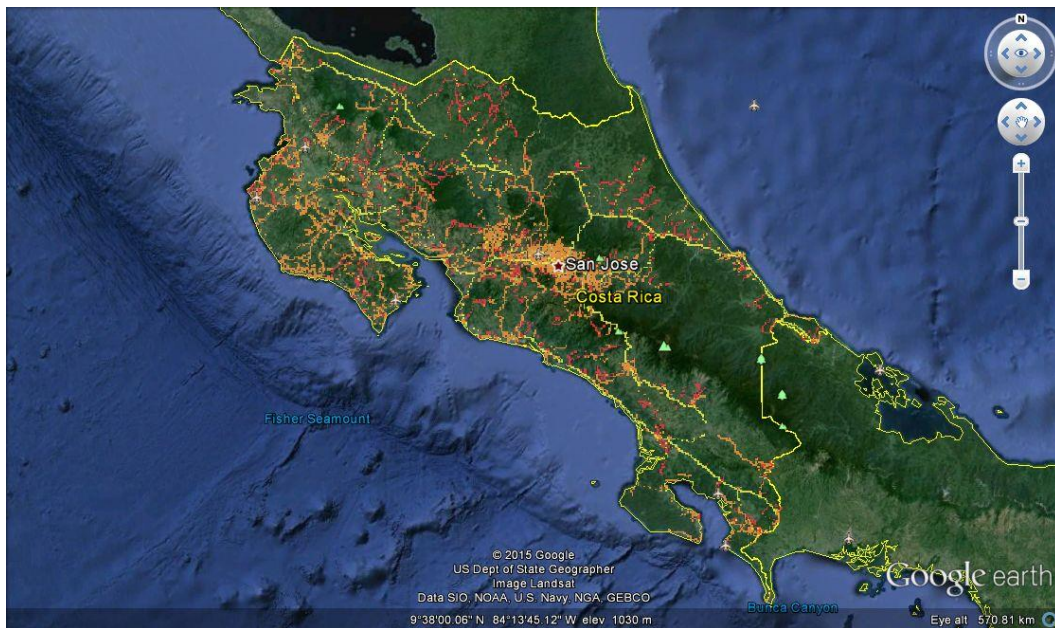 N
San Jose
Costa Rica
Fisher Seamount
© 2015 Google
US Dept of State Geographer
Image Landsat
Data SIO, NOAA, U.S. Navy, NGA, GEBCO
Google earth
Bunca Canyon
9°38'00.06" N 84°13'45.12" W elev 1030 m
Eye alt 570.81 km